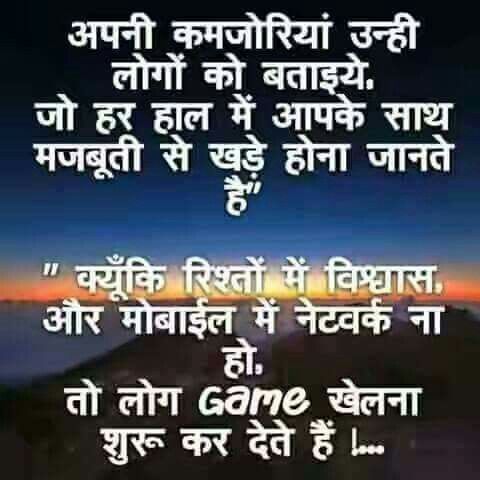 अपनी कमजोरियां उन्ही
लोगों को बताइये.
जो हर हाल में आपके साथ
मजबूती से खड़े होना जानते
है"
" क्यूँकि रिश्तों में विश्वास,
और मोबाईल में नेटवर्क ना
हो,
तो लोग Game खेलना
शुरू कर देते हैं !...